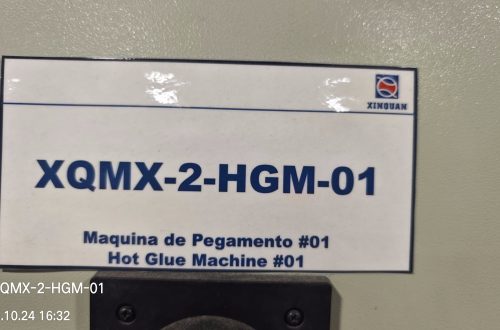 XINQUAN
XQMX-2-HGM-01
Maquina de Pegamento #01
Hot Glue Machine #01
QMX-2-HGM-01
.10.24 16:32